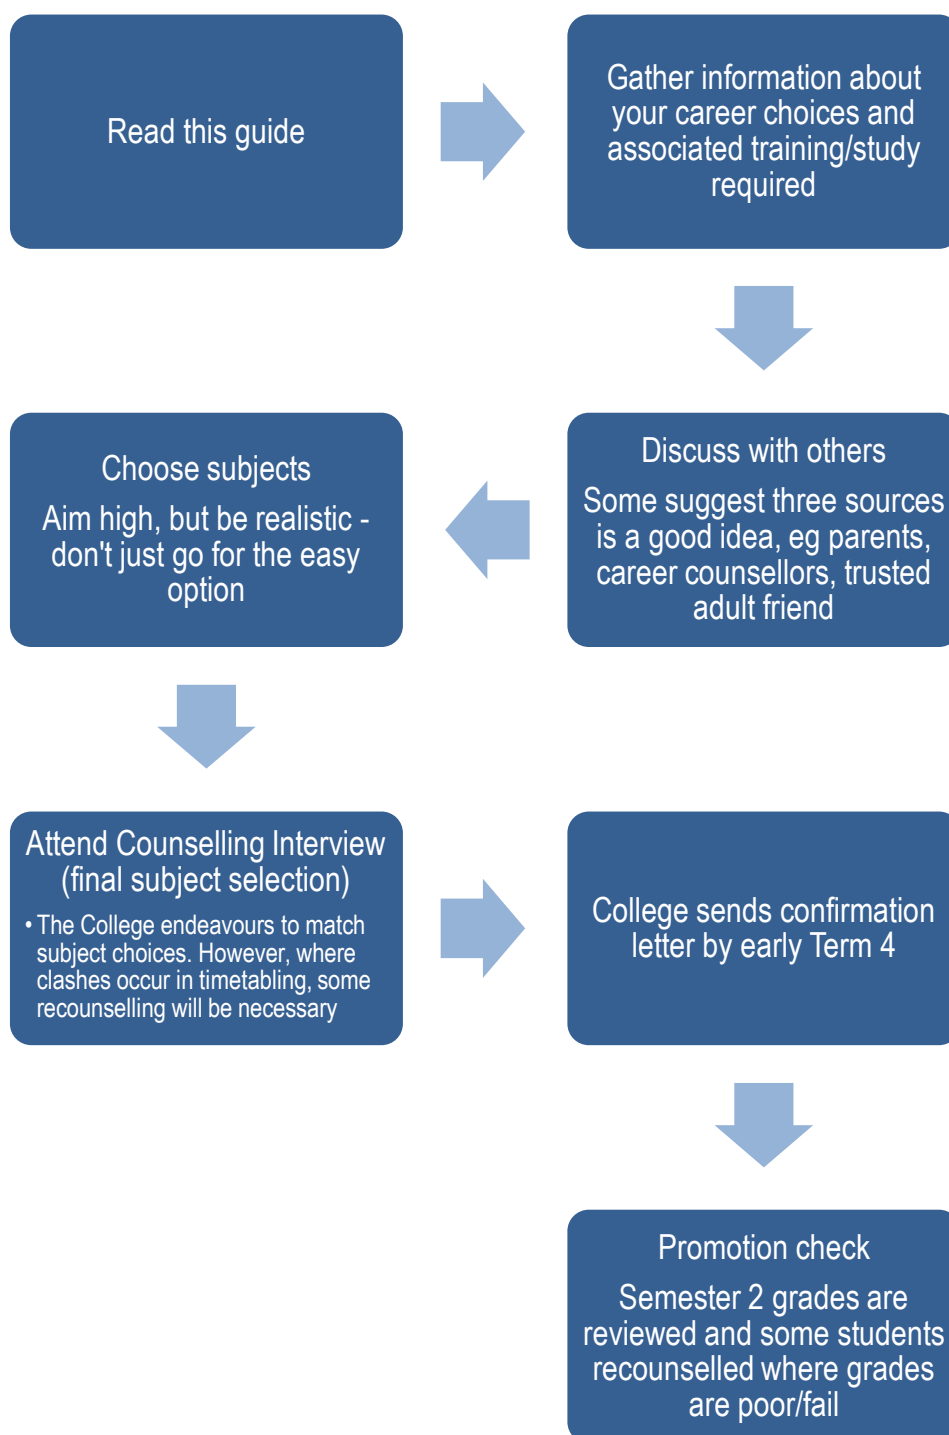 Read this guide
Gather information about
your career choices and
associated training/study
required
Discuss with others
Some suggest three sources
is a good idea, eg parents,
career counsellors, trusted
adult friend
Choose subjects
Aim high, but be realistic -
don't just go for the easy
option
Attend Counselling Interview
(final subject selection)
• The College endeavours to match
subject choices. However, where
clashes occur in timetabling, some
recounselling will be necessary
College sends confirmation
letter by early Term 4
Promotion check
Semester 2 grades are
reviewed and some students
recounselled where grades
are poor/fail